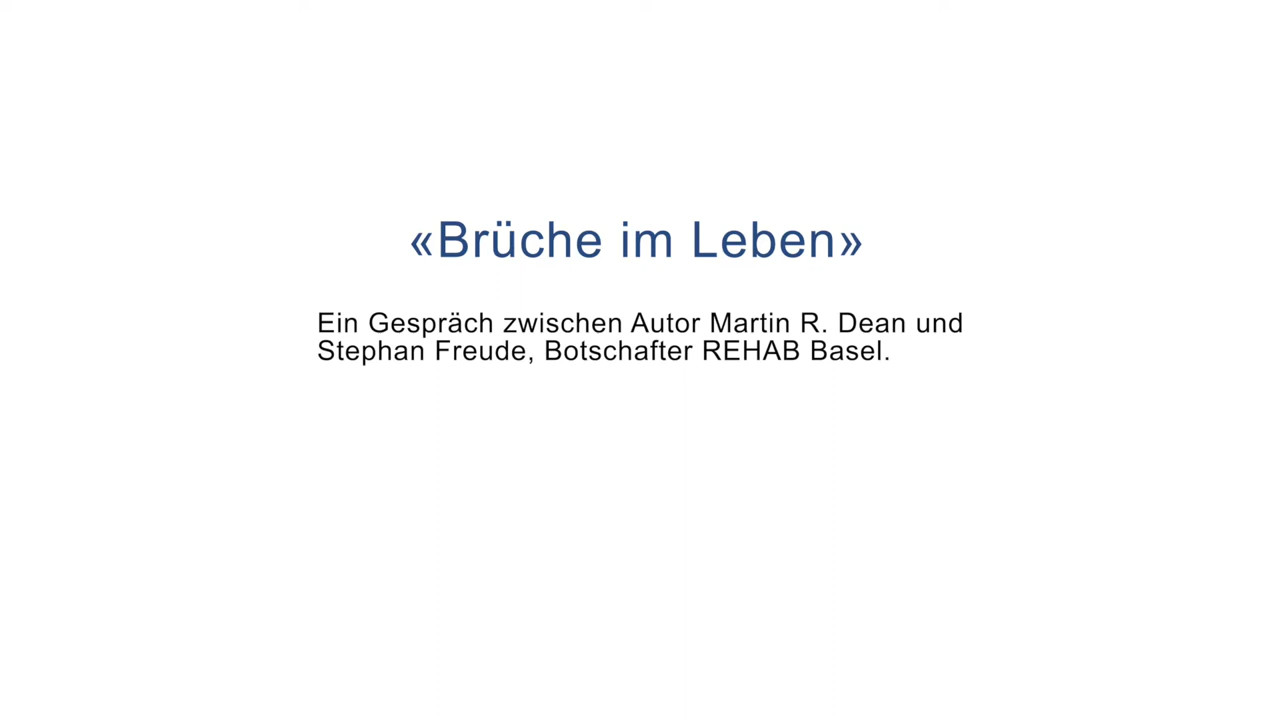 «Brüche im Leben»
Ein Gespräch zwischen Autor Martin R. Dean und
Stephan Freude, Botschafter REHAB Basel.